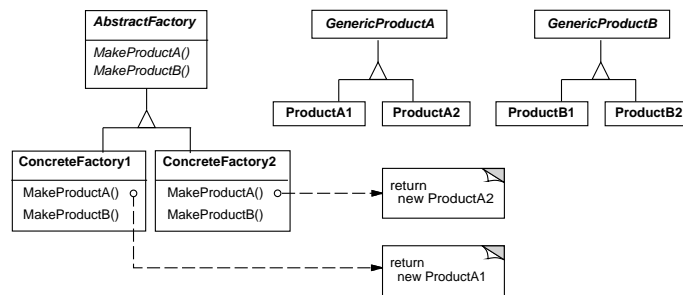 AbstractFactory
MakeProductA()
MakeProductB()
GenericProductA
GenericProductB
ProductA1
ProductA2
ProductB1
ProductB2
ConcreteFactory1
MakeProductA()
MakeProductB()
ConcreteFactory2
MakeProductA()
MakeProductB()
return
new ProductA2
return
new ProductA1